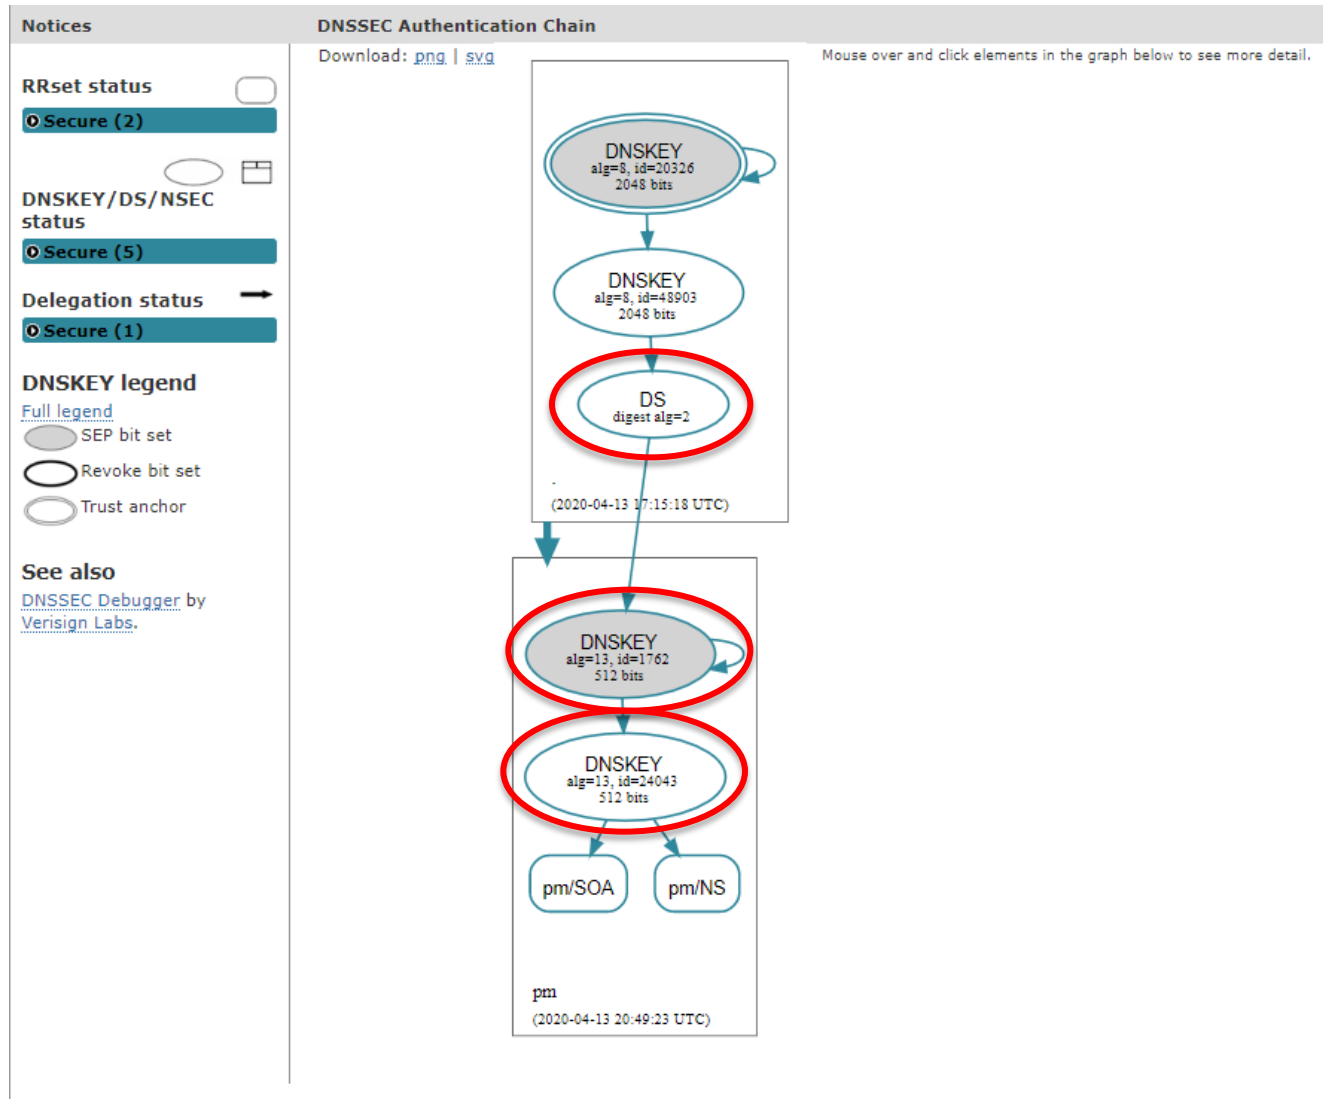 Notices
DNSSEC Authentication Chain
Download: png | svg
Mouse over and click elements in the graph below to see more detail.
RRset status
Secure (2)
DNSKEY/DS/NSEC
status
Secure (5)
Delegation status
Secure (1)
DNSKEY legend
Full legend
SEP bit set
Revoke bit set
Trust anchor
See also
DNSSEC Debugger by
Verisign Labs.
DNSKEY
alg=8, id=20326
2048 bits
DNSKEY
alg=8, id=48903
2048 bits
DS
digest alg=2
.
(2020-04-13 17:15:18 UTC)
DNSKEY
alg=13, id=1762
512 bits
DNSKEY
alg=13, id=24043
512 bits
pm/SOA
pm/NS
pm
(2020-04-13 20:49:23 UTC)